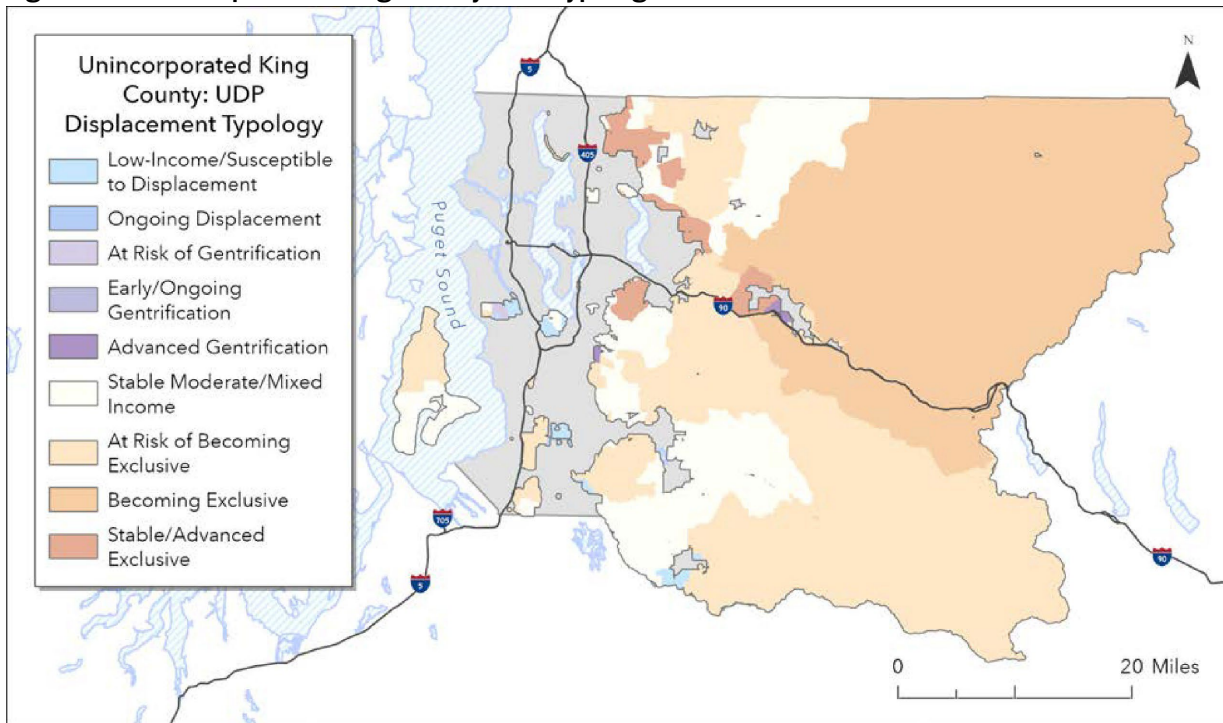 Unincorporated King
County: UDP
Displacement Typology
Low-Income/Susceptible
to Displacement
Ongoing Displacement
At Risk of Gentrification
Early/Ongoing
Gentrification
Advanced Gentrification
Stable Moderate/Mixed
Income
At Risk of Becoming
Exclusive
Becoming Exclusive
Stable/Advanced
Exclusive
5
405
Puget Sound
90
705
5
90
N
0 20 Miles